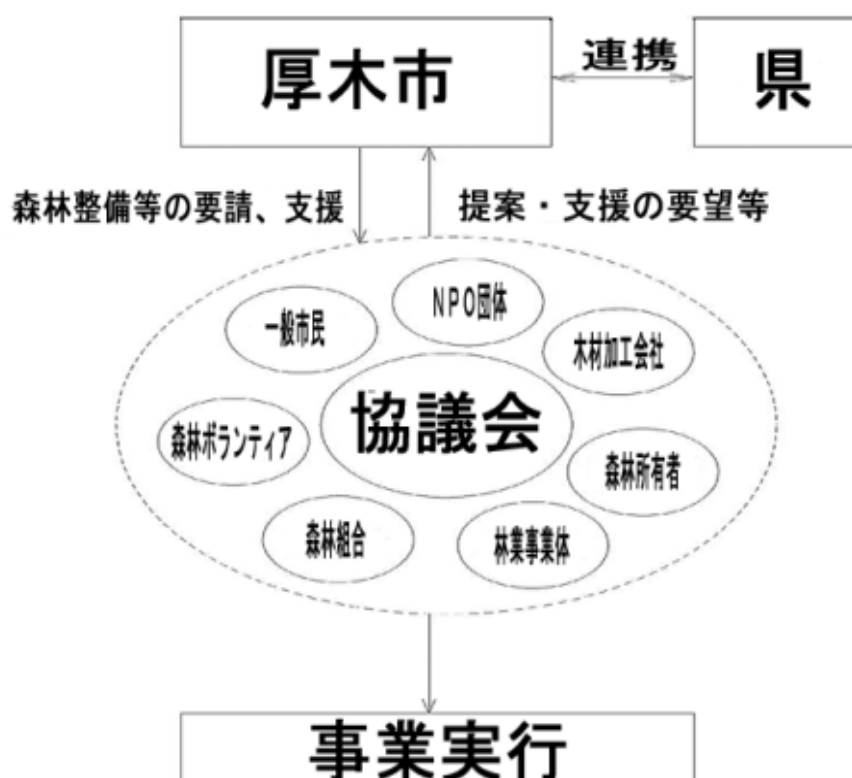 厚木市
連携
県
森林整備等の要請、支援
提案・支援の要望等
NPO団体
一般市民
木材加工会社
協議会
森林ボランティア
森林所有者
森林組合
林業事業体
事業実行